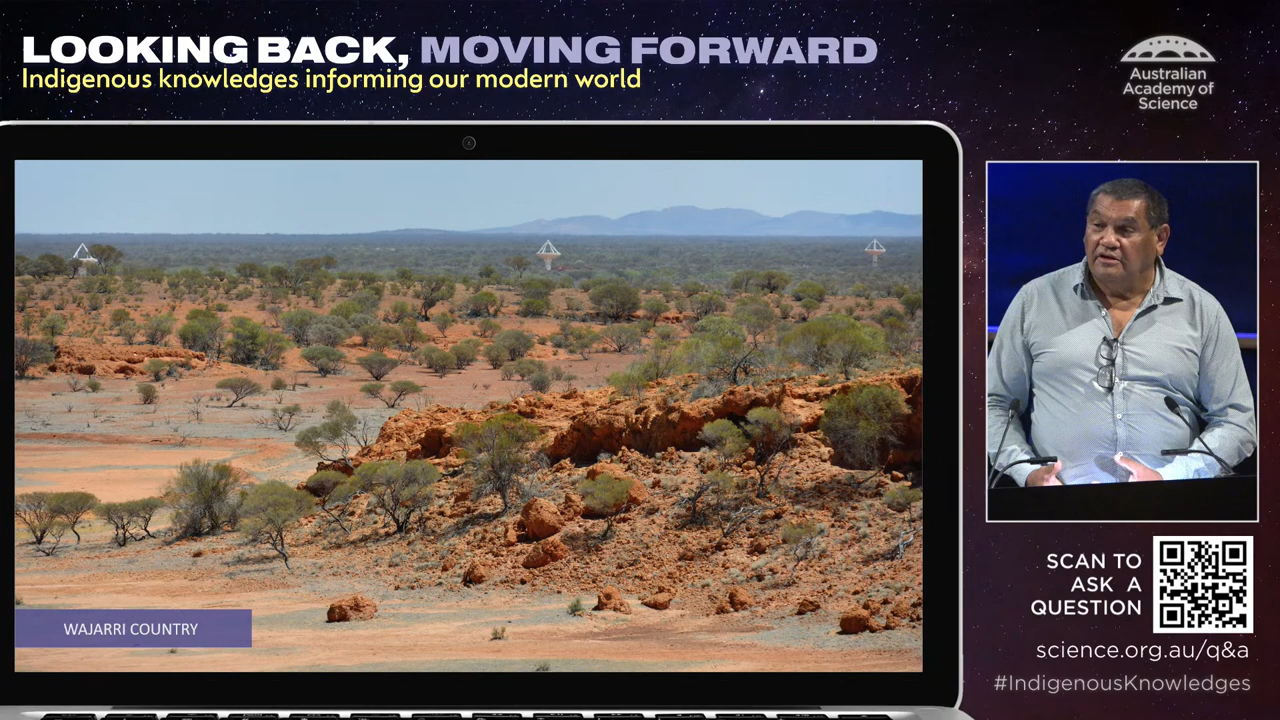 LOOKING BACK, MOVING FORWARD
Indigenous knowledges informing our modern world
Australian
Academy of
Science
WAJARRI COUNTRY
SCAN TO
ASK A
QUESTION
science.org.au/q&a
#IndigenousKnowledges